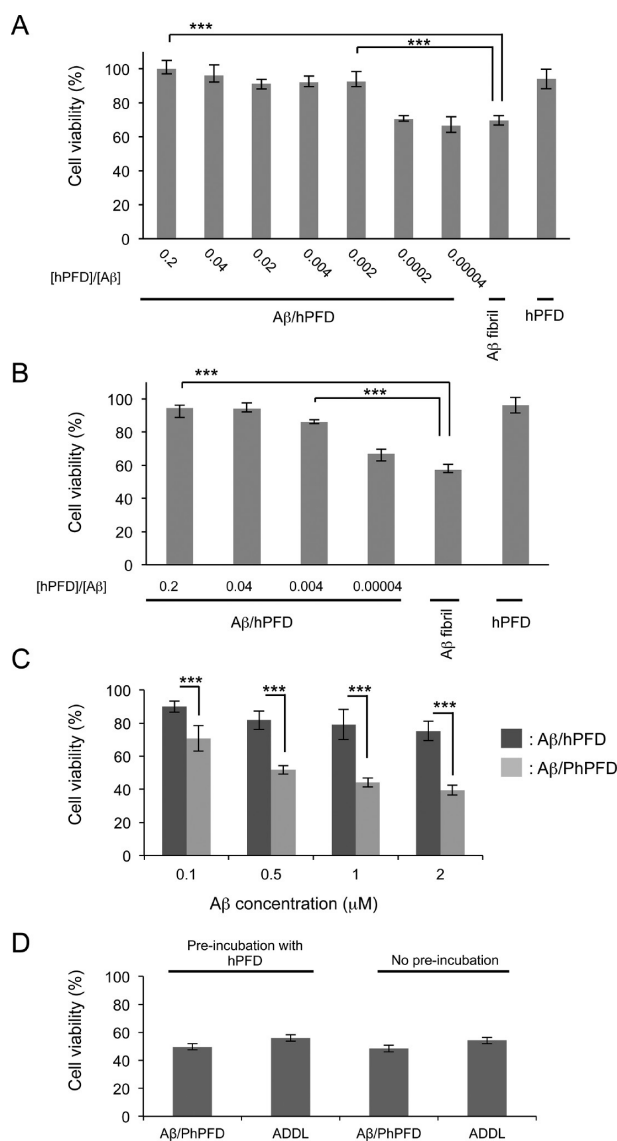 A
***
***
Cell viability (%)
120
100
80
60
40
20
0
0.2
0.04
0.02
0.004
0.002
0.0002
0.00004
[hPFD]/[Aβ]
Aβ/hPFD
Aβ fibril
hPFD
B
***
***
Cell viability (%)
120
100
80
60
40
20
0
[hPFD]/[Aβ] 0.2 0.04 0.004 0.00004
Aβ/hPFD
Aβ fibril
hPFD
C
*** *** *** ***
Cell viability (%)
100
80
60
40
20
0
: Aβ/hPFD
: Aβ/PhPFD
0.1 0.5 1 2
Aβ concentration (μM)
D
Pre-incubation with
hPFD
No pre-incubation
Cell viability (%)
100
80
60
40
20
0
Aβ/PhPFD ADDL Aβ/PhPFD ADDL